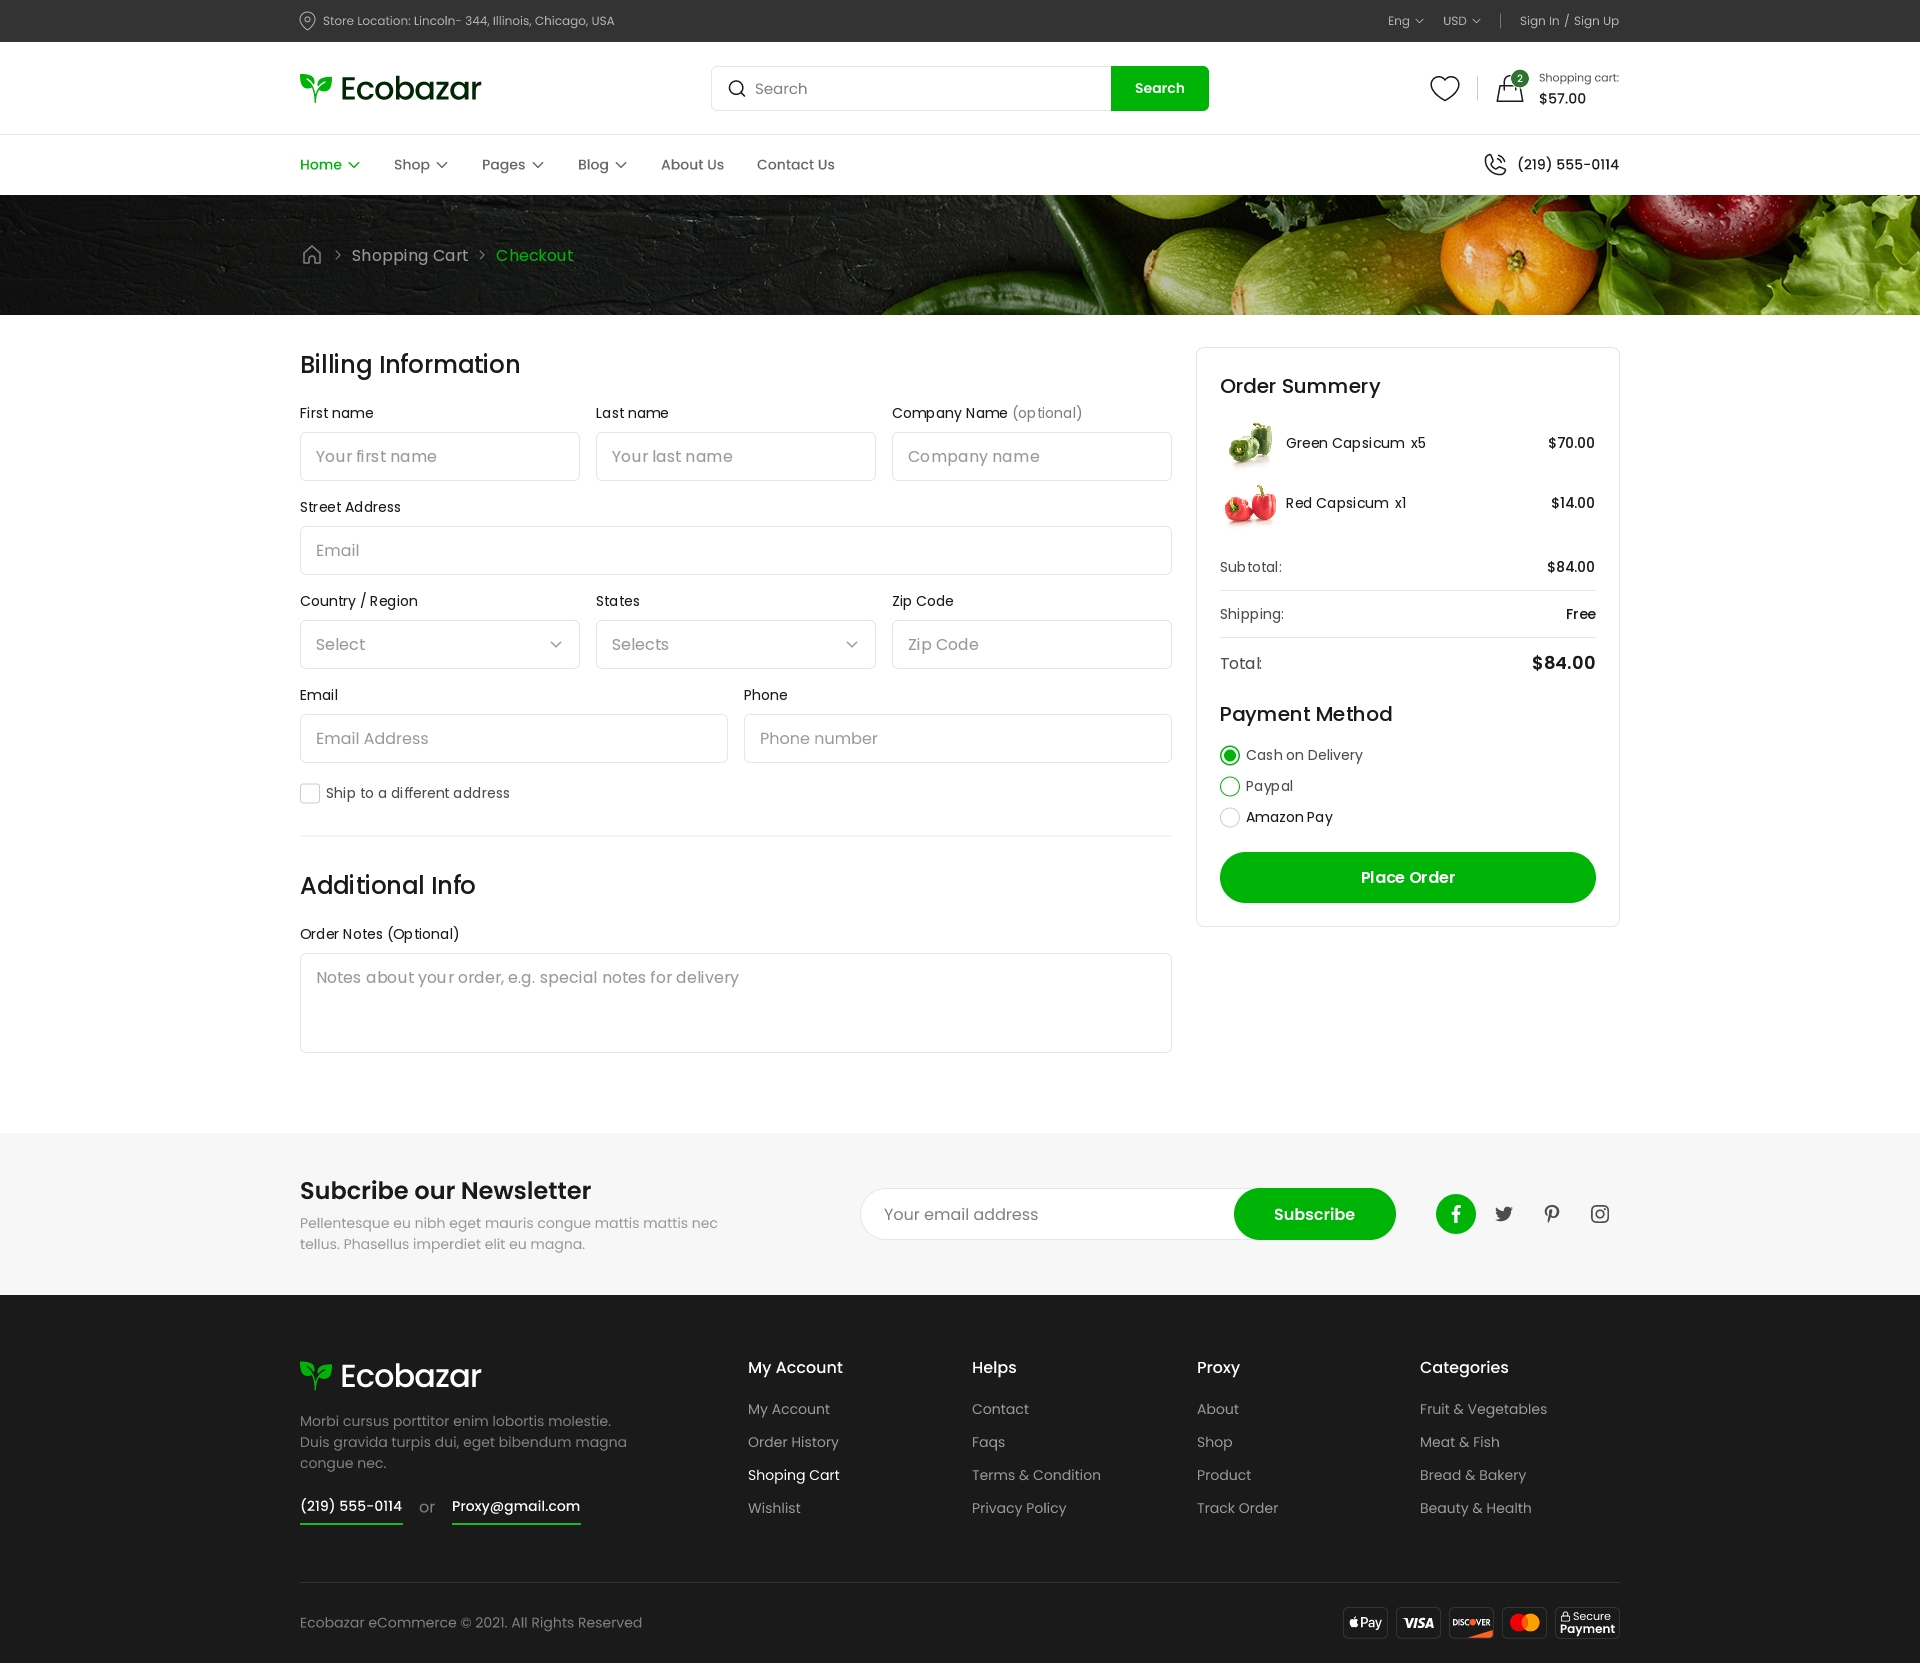 Store Location: Lincoln- 344, Illinois, Chicago, USA
Eng
USD
Sign In / Sign Up
Ecobazar
Search
Search
2
Shopping cart:
$57.00
Home
Shop
Pages
Blog
About Us
Contact Us
(219) 555-0114
Shopping Cart
Checkout
Billing Information
First name
Last name
Company Name (optional)
Your first name
Your last name
Company name
Street Address
Email
Country / Region
States
Zip Code
Select
Selects
Zip Code
Email
Phone
Email Address
Phone number
Ship to a different address
Additional Info
Order Notes (Optional)
Notes about your order, e.g. special notes for delivery
Order Summery
Green Capsicum x5
$70.00
Red Capsicum x1
$14.00
Subtotal:
$84.00
Shipping:
Free
Total:
$84.00
Payment Method
Cash on Delivery
Paypal
Amazon Pay
Place Order
Subcribe our Newsletter
Pellentesque eu nibh eget mauris congue mattis mattis nec
tellus. Phasellus imperdiet elit eu magna.
Your email address
Subscribe
Ecobazar
Morbi cursus porttitor enim lobortis molestie.
Duis gravida turpis dui, eget bibendum magna
congue nec.
(219) 555-0114
or
Proxy@gmail.com
My Account
My Account
Order History
Shoping Cart
Wishlist
Helps
Contact
Faqs
Terms & Condition
Privacy Policy
Proxy
About
Shop
Product
Track Order
Categories
Fruit & Vegetables
Meat & Fish
Bread & Bakery
Beauty & Health
Ecobazar eCommerce © 2021. All Rights Reserved
Pay
VISA
DISCOVER
Secure
Payment